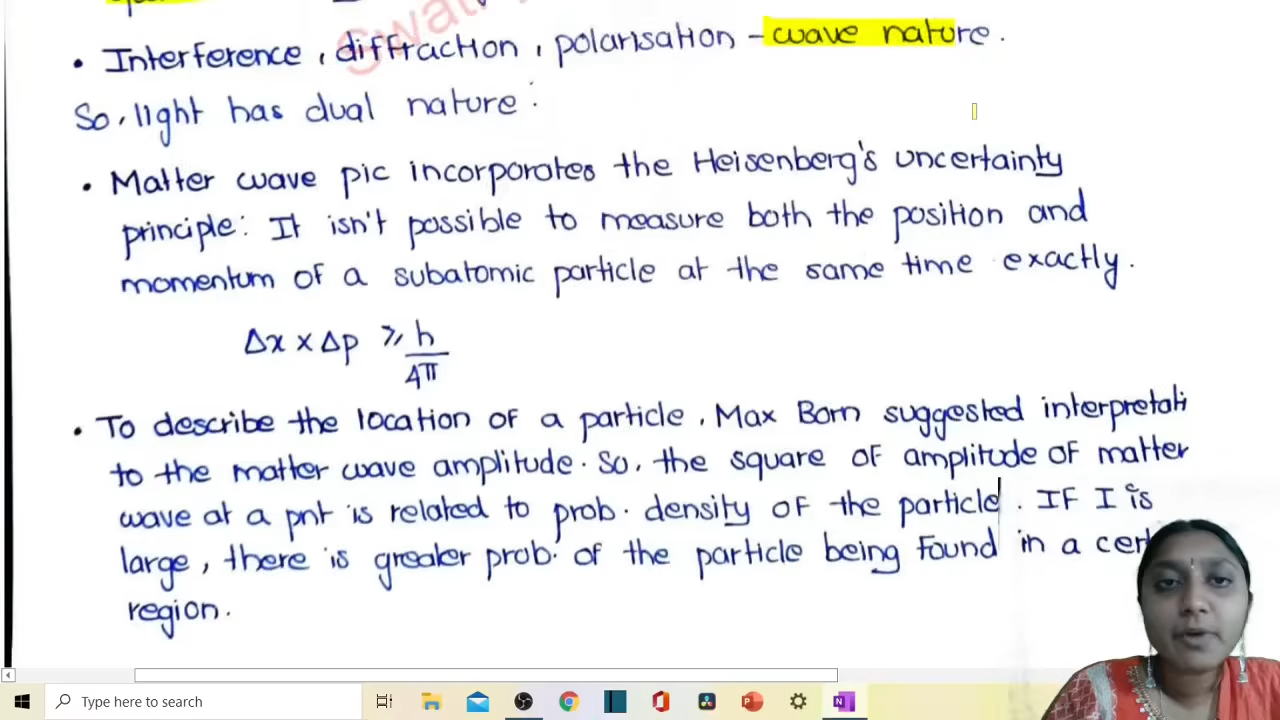 Swat
• Interference, diffraction, polarisation - wave nature.
So, light has dual nature:
• Matter wave pic incorporates the Heisenberg's uncertainty
principle: It isn't possible to measure both the position and
momentum of a subatomic particle at the same time exactly.
Δx × Δp ≥ h/4π
• To describe the location of a particle, Max Born suggested interpretati
to the matter wave amplitude. So, the square of amplitude of matter
wave at a pnt is related to prob. density of the particle. If I is
large, there is greater prob. of the particle being found in a cert
region.
Type here to search